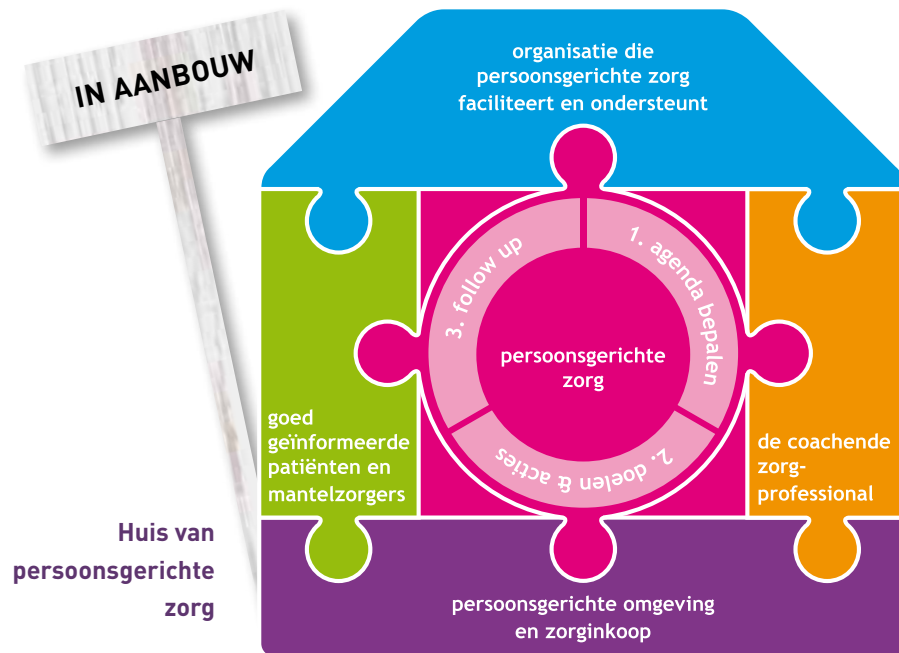 IN AANBOUW
organisatie die
persoonsgerichte zorg
faciliteert en ondersteunt
1. agenda bepalen
2. doelen & acties
3. follow up
persoonsgerichte
zorg
goed
geïnformeerde
patiënten en
mantelzorgers
de coachende
zorg-
professional
Huis van
persoonsgerichte
zorg
persoonsgerichte omgeving
en zorginkoop